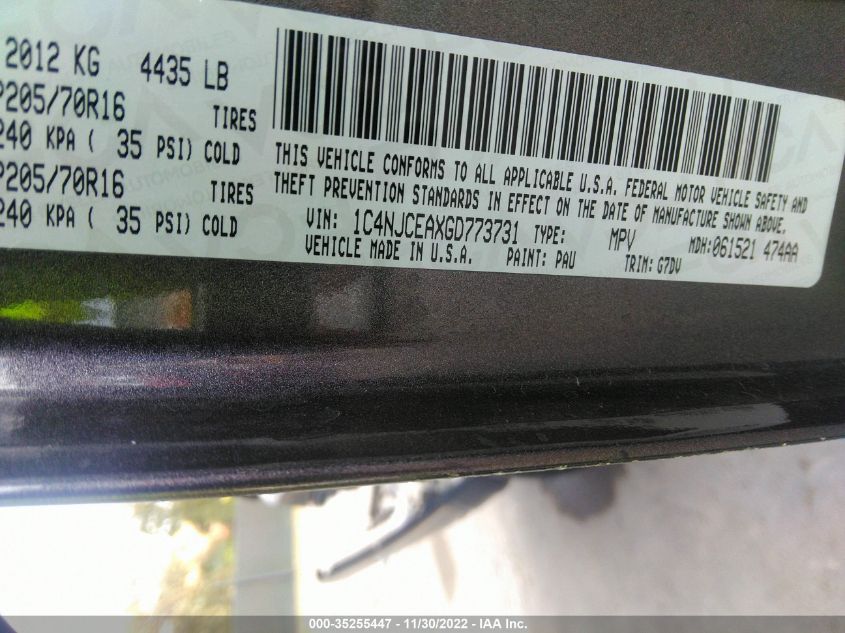 2012 KG 4435 LB
P205/70R16 TIRES
240 KPA ( 35 PSI) COLD
P205/70R16 TIRES
240 KPA ( 35 PSI) COLD
THIS VEHICLE CONFORMS TO ALL APPLICABLE U.S.A. FEDERAL MOTOR VEHICLE SAFETY AND
THEFT PREVENTION STANDARDS IN EFFECT ON THE DATE OF MANUFACTURE SHOWN ABOVE.
VIN: 1C4NJCEAXGD773731 TYPE: MPV MDH:061521 474AA
VEHICLE MADE IN U.S.A. PAINT: PAU TRIM: G7DV
000-35255447 - 11/30/2022 - IAA, Inc.